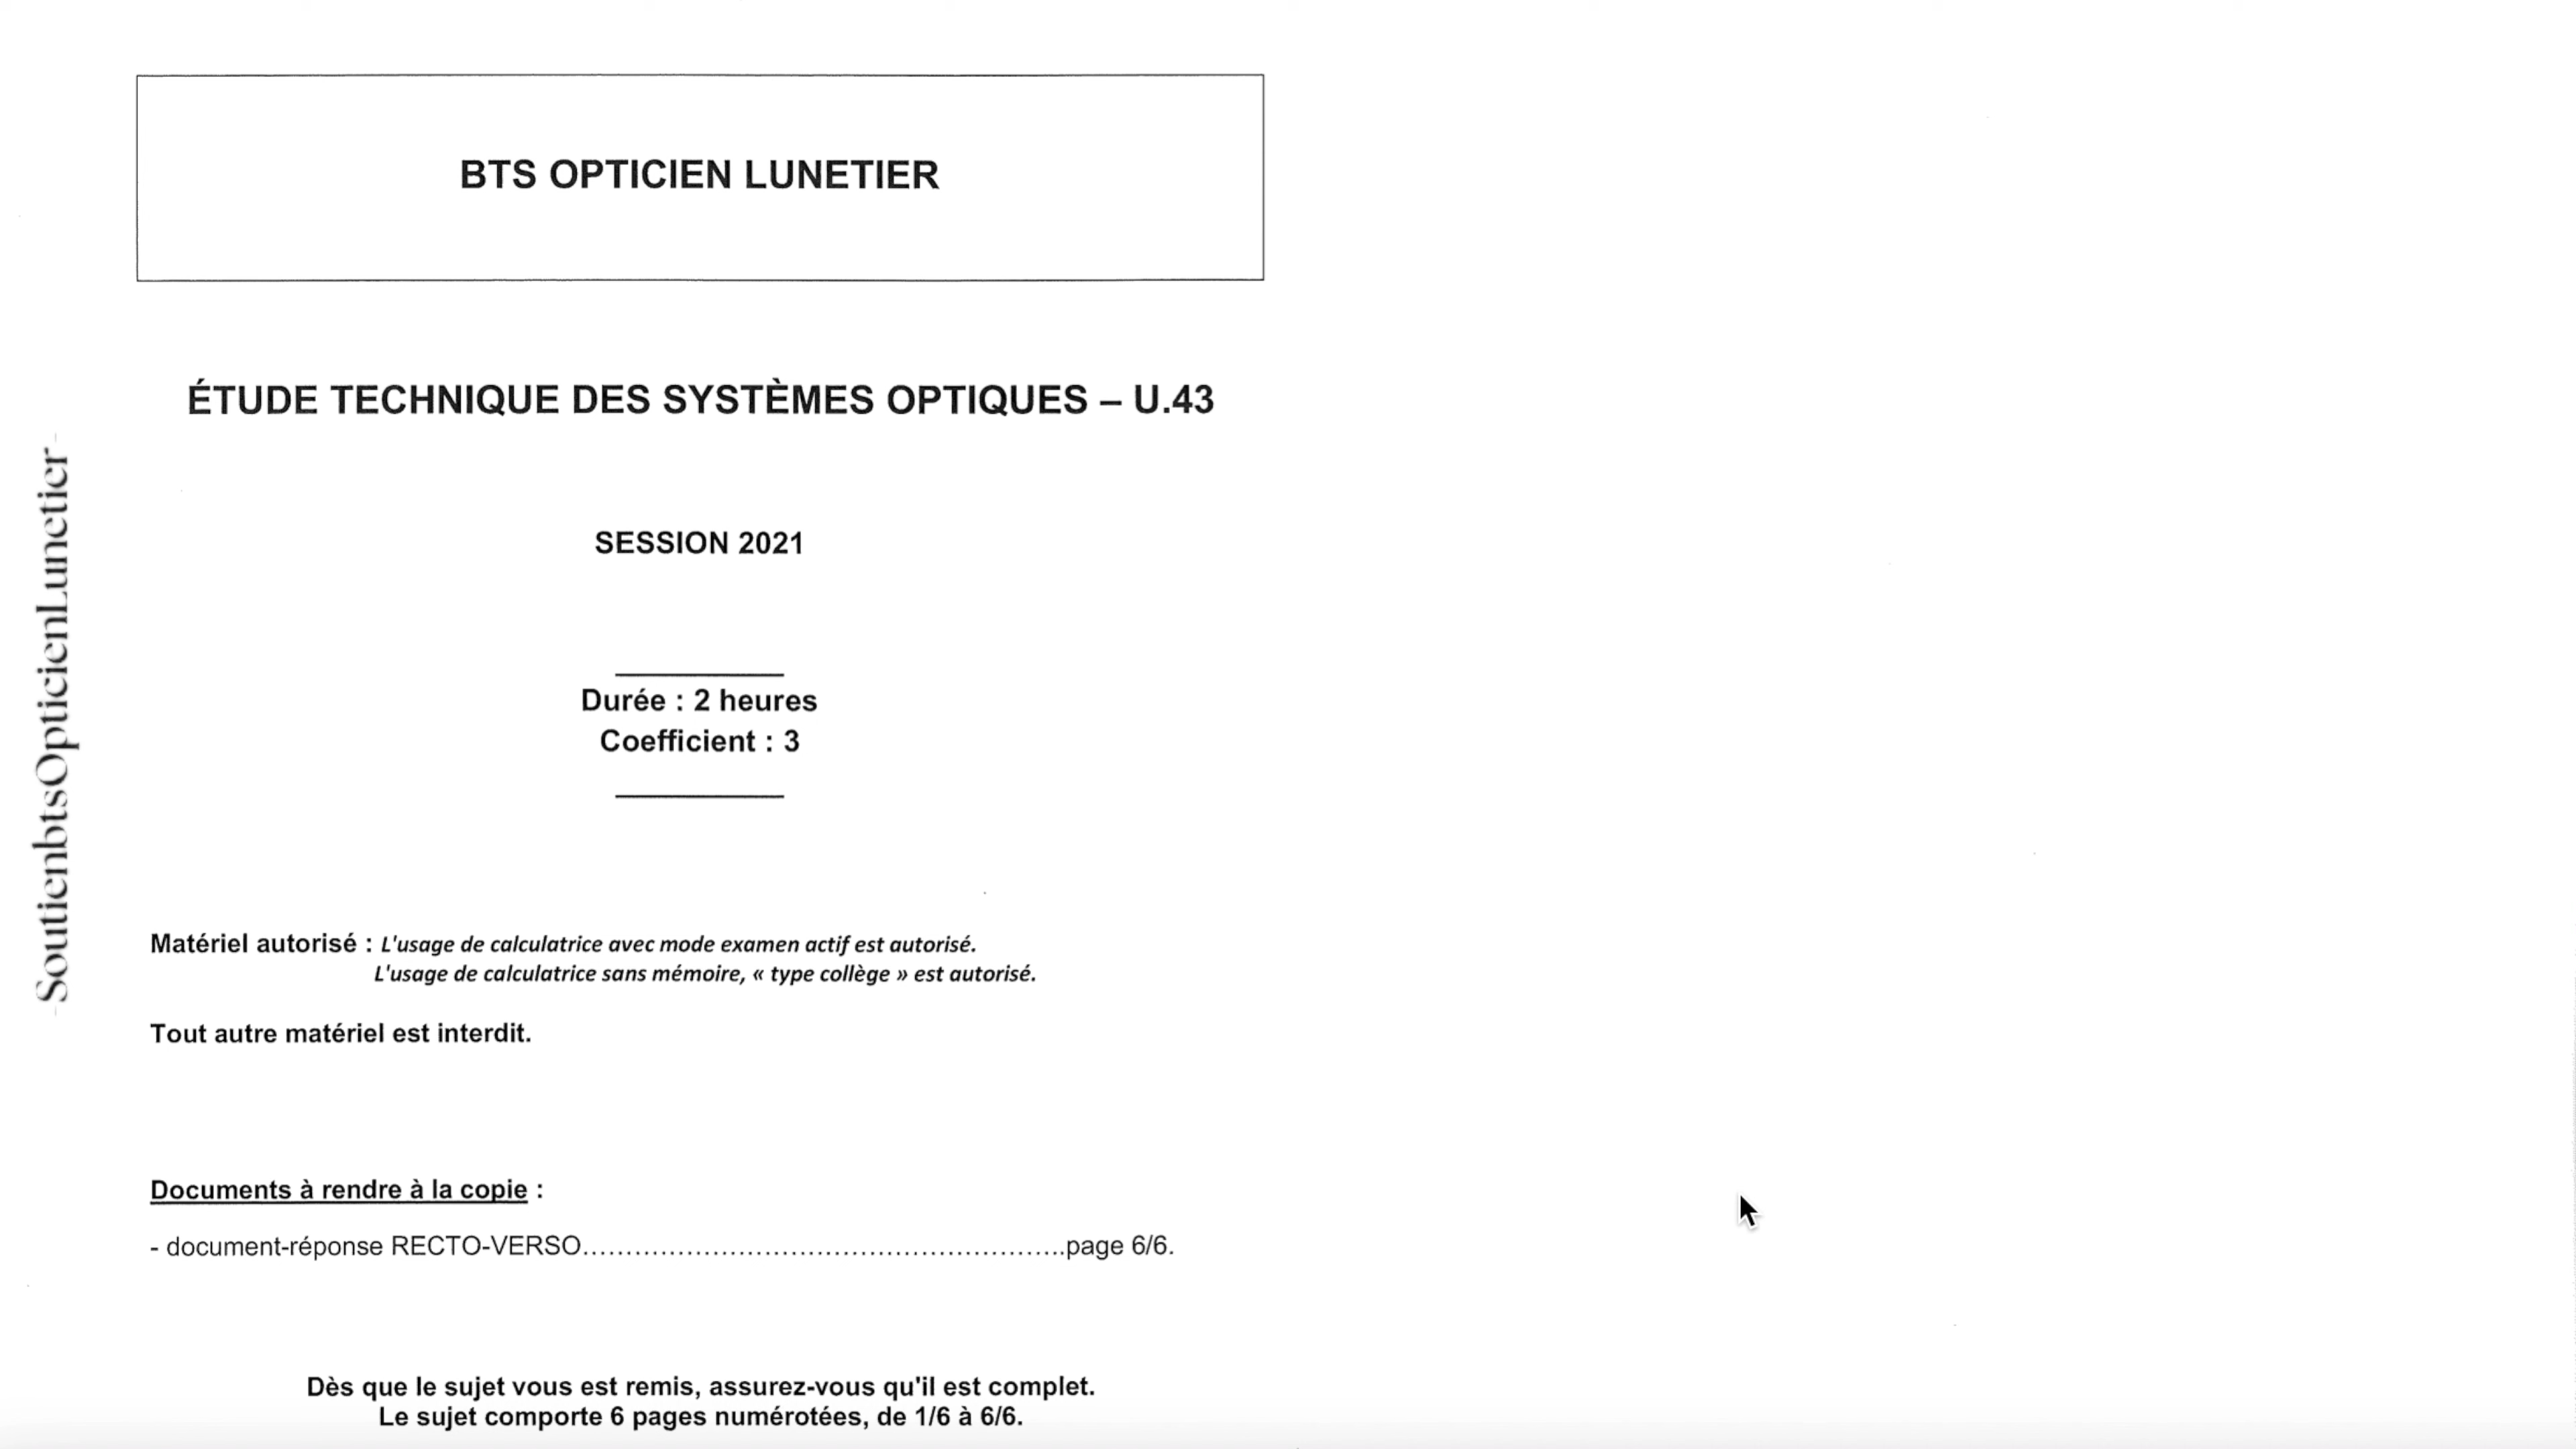 BTS OPTICIEN LUNETIER
ÉTUDE TECHNIQUE DES SYSTÈMES OPTIQUES – U.43
SESSION 2021
Durée : 2 heures
Coefficient : 3
SoutienbtsOpticienLunetier
Matériel autorisé : L'usage de calculatrice avec mode examen actif est autorisé.
L'usage de calculatrice sans mémoire, « type collège » est autorisé.
Tout autre matériel est interdit.
Documents à rendre à la copie :
- document-réponse RECTO-VERSO........................................................page 6/6.
Dès que le sujet vous est remis, assurez-vous qu'il est complet.
Le sujet comporte 6 pages numérotées, de 1/6 à 6/6.